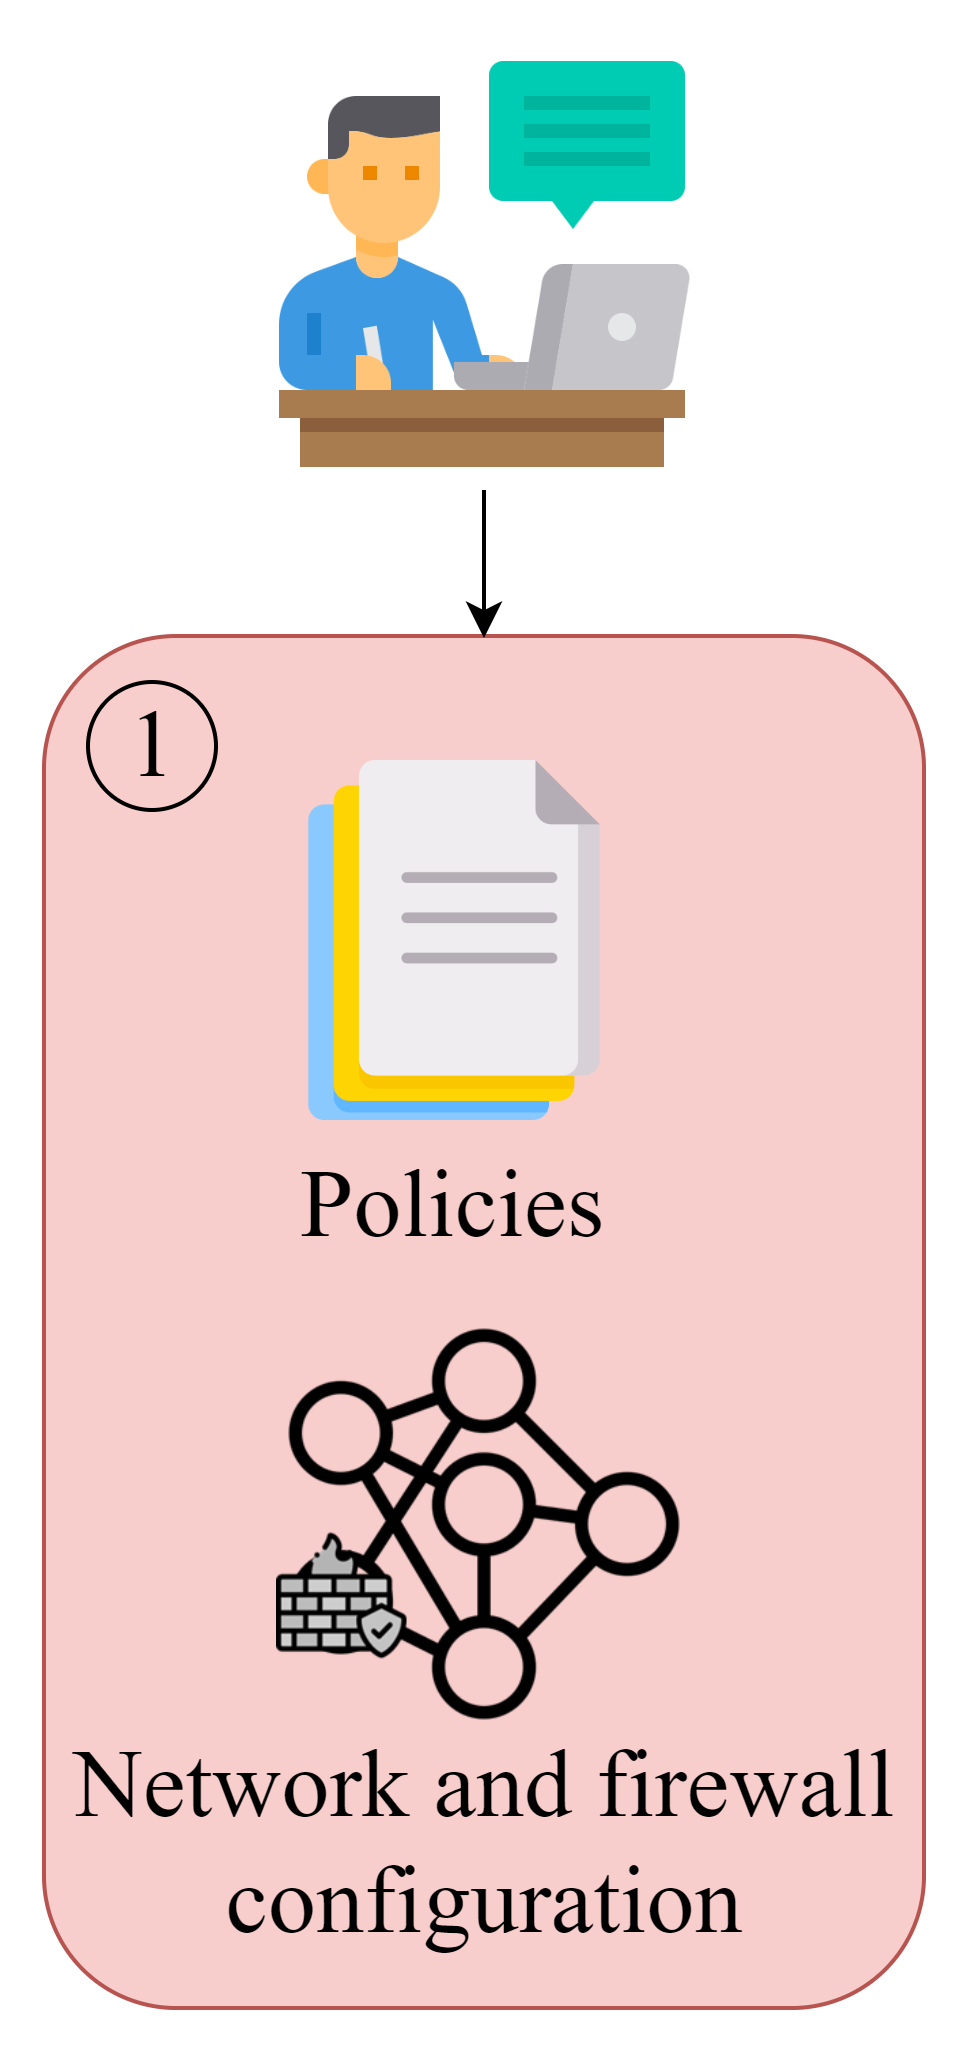 1
Policies
Network and firewall
configuration